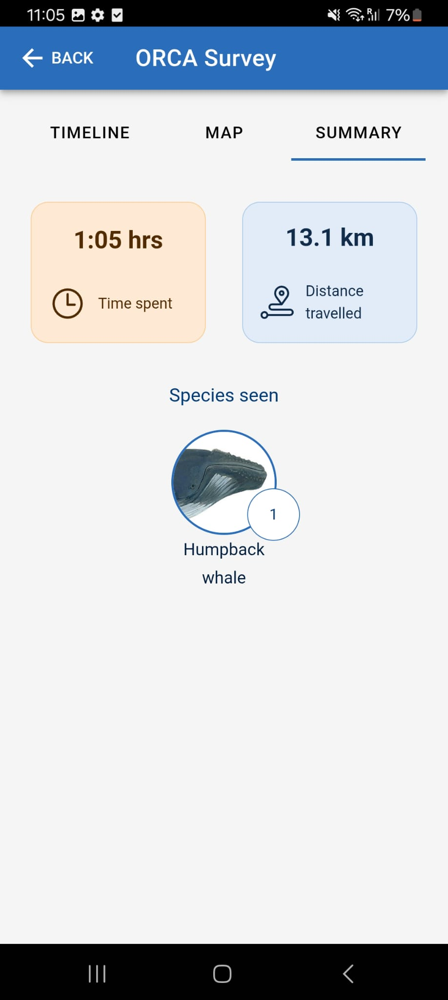 11:05
R
7%
BACK
ORCA Survey
TIMELINE
MAP
SUMMARY
1:05 hrs
Time spent
13.1 km
Distance
travelled
Species seen
1
Humpback
whale